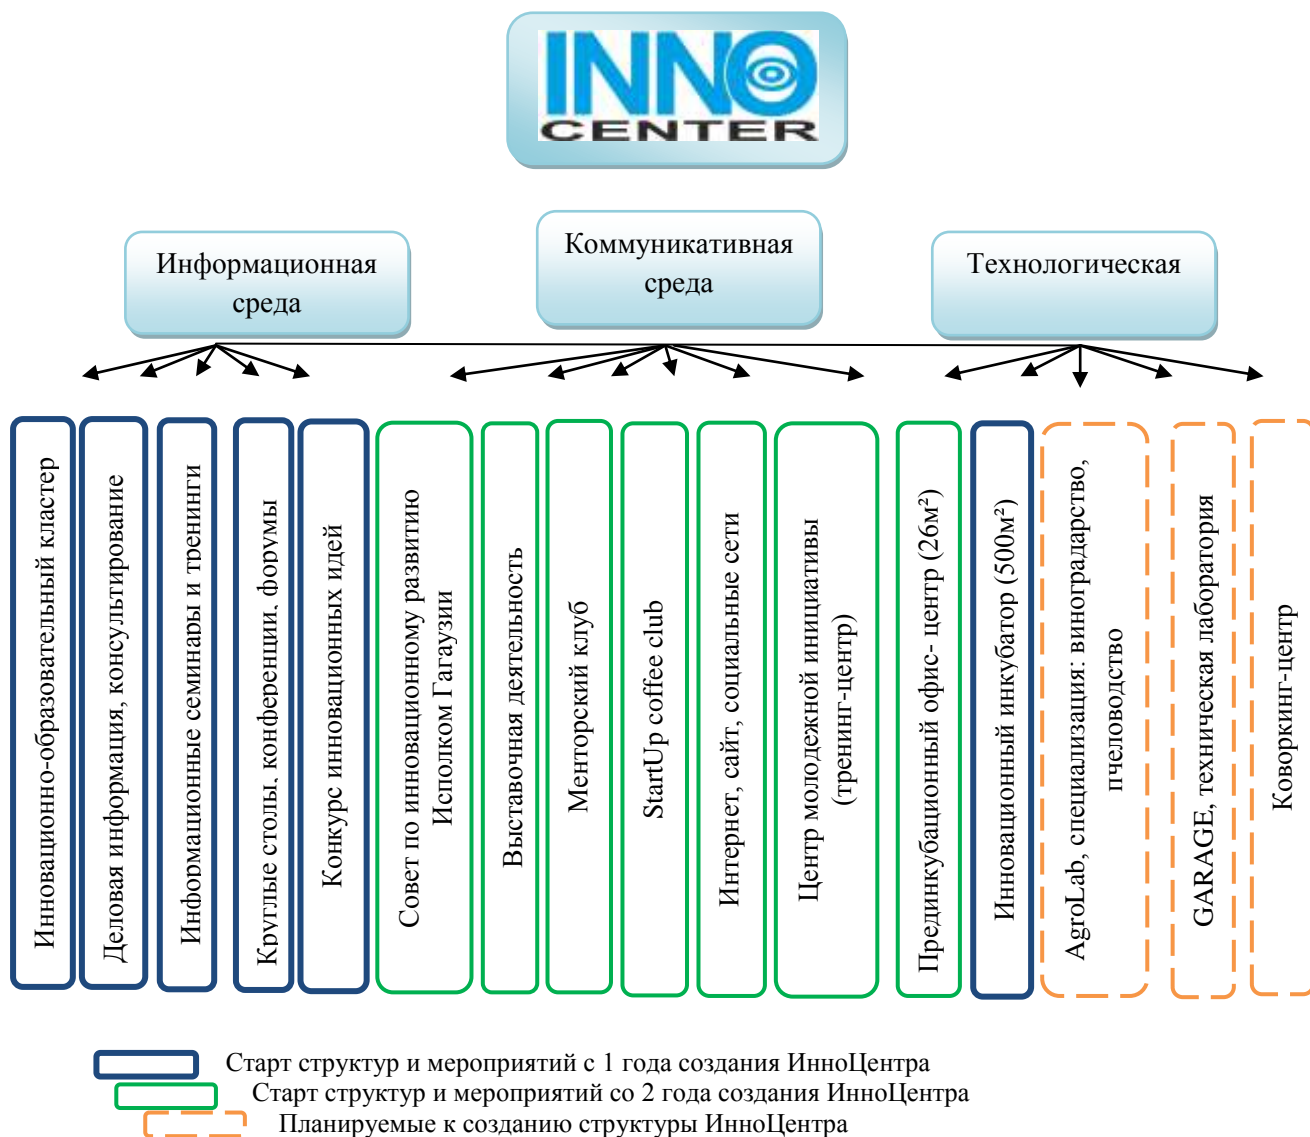 INNO
CENTER
Информационная
среда
Коммуникативная
среда
Технологическая
Инновационно-образовательный кластер
Деловая информация, консультирование
Информационные семинары и тренинги
Круглые столы, конференции, форумы
Конкурс инновационных идей
Совет по инновационному развитию
Исполком Гагаузии
Выставочная деятельность
Менторский клуб
StartUp coffee club
Интернет, сайт, социальные сети
Центр молодежной инициативы
(тренинг-центр)
Прединкубационный офис- центр (26м²)
Инновационный инкубатор (500м²)
AgroLab, специализация: виноградарство,
пчеловодство
GARAGE, техническая лаборатория
Коворкинг-центр
Старт структур и мероприятий с 1 года создания ИнноЦентра
Старт структур и мероприятий со 2 года создания ИнноЦентра
Планируемые к созданию структуры ИнноЦентра